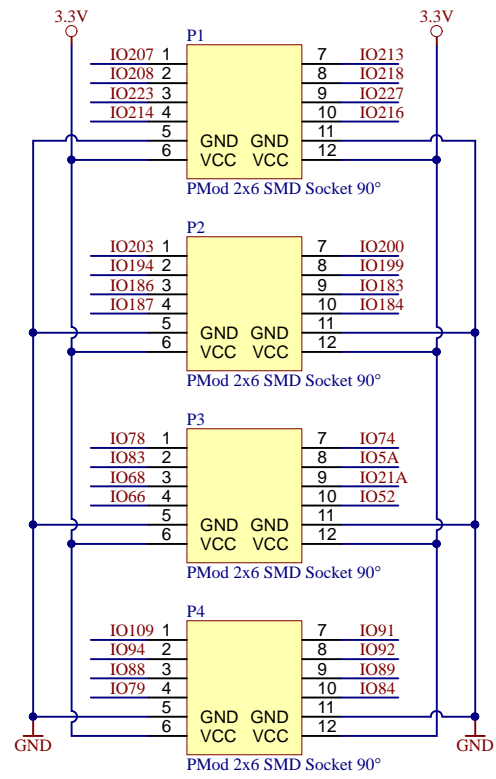 3.3V 3.3V
P1
IO207 1 7 IO213
IO208 2 8 IO218
IO223 3 9 IO227
IO214 4 10 IO216
5 GND GND 11
6 VCC VCC 12
PMod 2x6 SMD Socket 90°
P2
IO203 1 7 IO200
IO194 2 8 IO199
IO186 3 9 IO183
IO187 4 10 IO184
5 GND GND 11
6 VCC VCC 12
PMod 2x6 SMD Socket 90°
P3
IO78 1 7 IO74
IO83 2 8 IO5A
IO68 3 9 IO21A
IO66 4 10 IO52
5 GND GND 11
6 VCC VCC 12
PMod 2x6 SMD Socket 90°
P4
IO109 1 7 IO91
IO94 2 8 IO92
IO88 3 9 IO89
IO79 4 10 IO84
5 GND GND 11
6 VCC VCC 12
GND GND
PMod 2x6 SMD Socket 90°